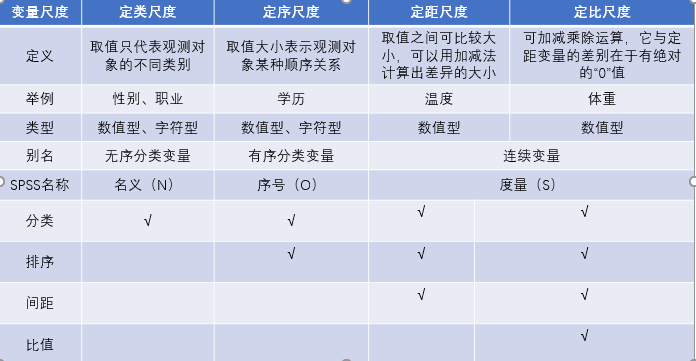 变量尺度 定类尺度 定序尺度 定距尺度 定比尺度
定义 取值只代表观测对象的不同类别 取值大小表示观测对象某种顺序关系 取值之间可比较大小，可以用加减法计算出差异的大小 可加减乘除运算，它与定距变量的差别在于有绝对的“0”值
举例 性别、职业 学历 温度 体重
类型 数值型、字符型 数值型、字符型 数值型 数值型
别名 无序分类变量 有序分类变量 连续变量
SPSS名称 名义（N） 序号（O） 度量（S）
分类 √ √ √ √
排序 √ √ √
间距 √ √
比值 √